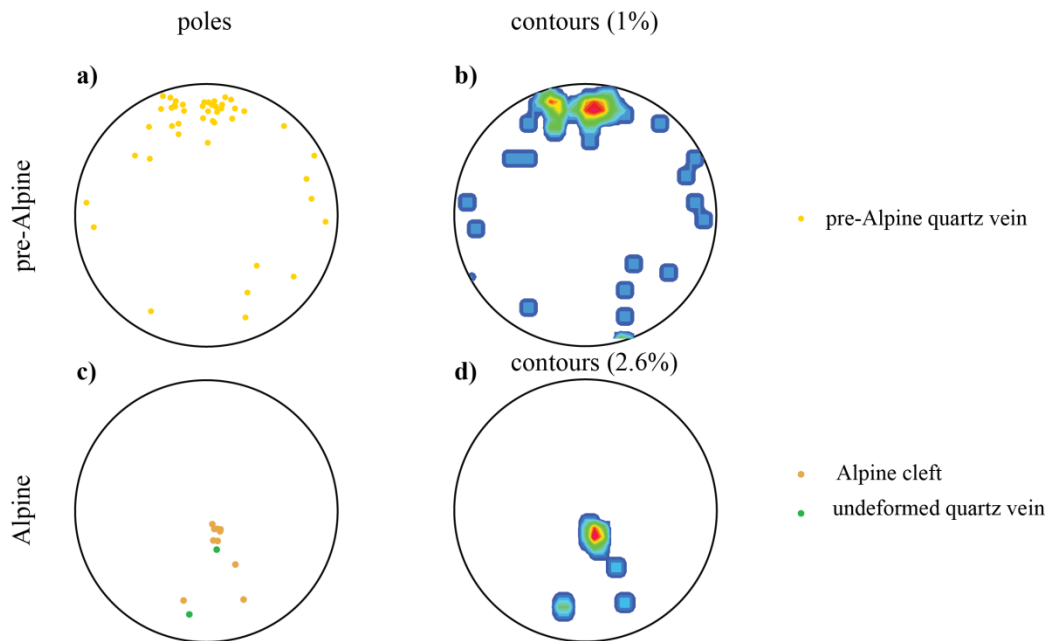 poles
contours (1%)
a)
b)
pre-Alpine
pre-Alpine quartz vein
c)
contours (2.6%)
d)
Alpine
Alpine cleft
undeformed quartz vein